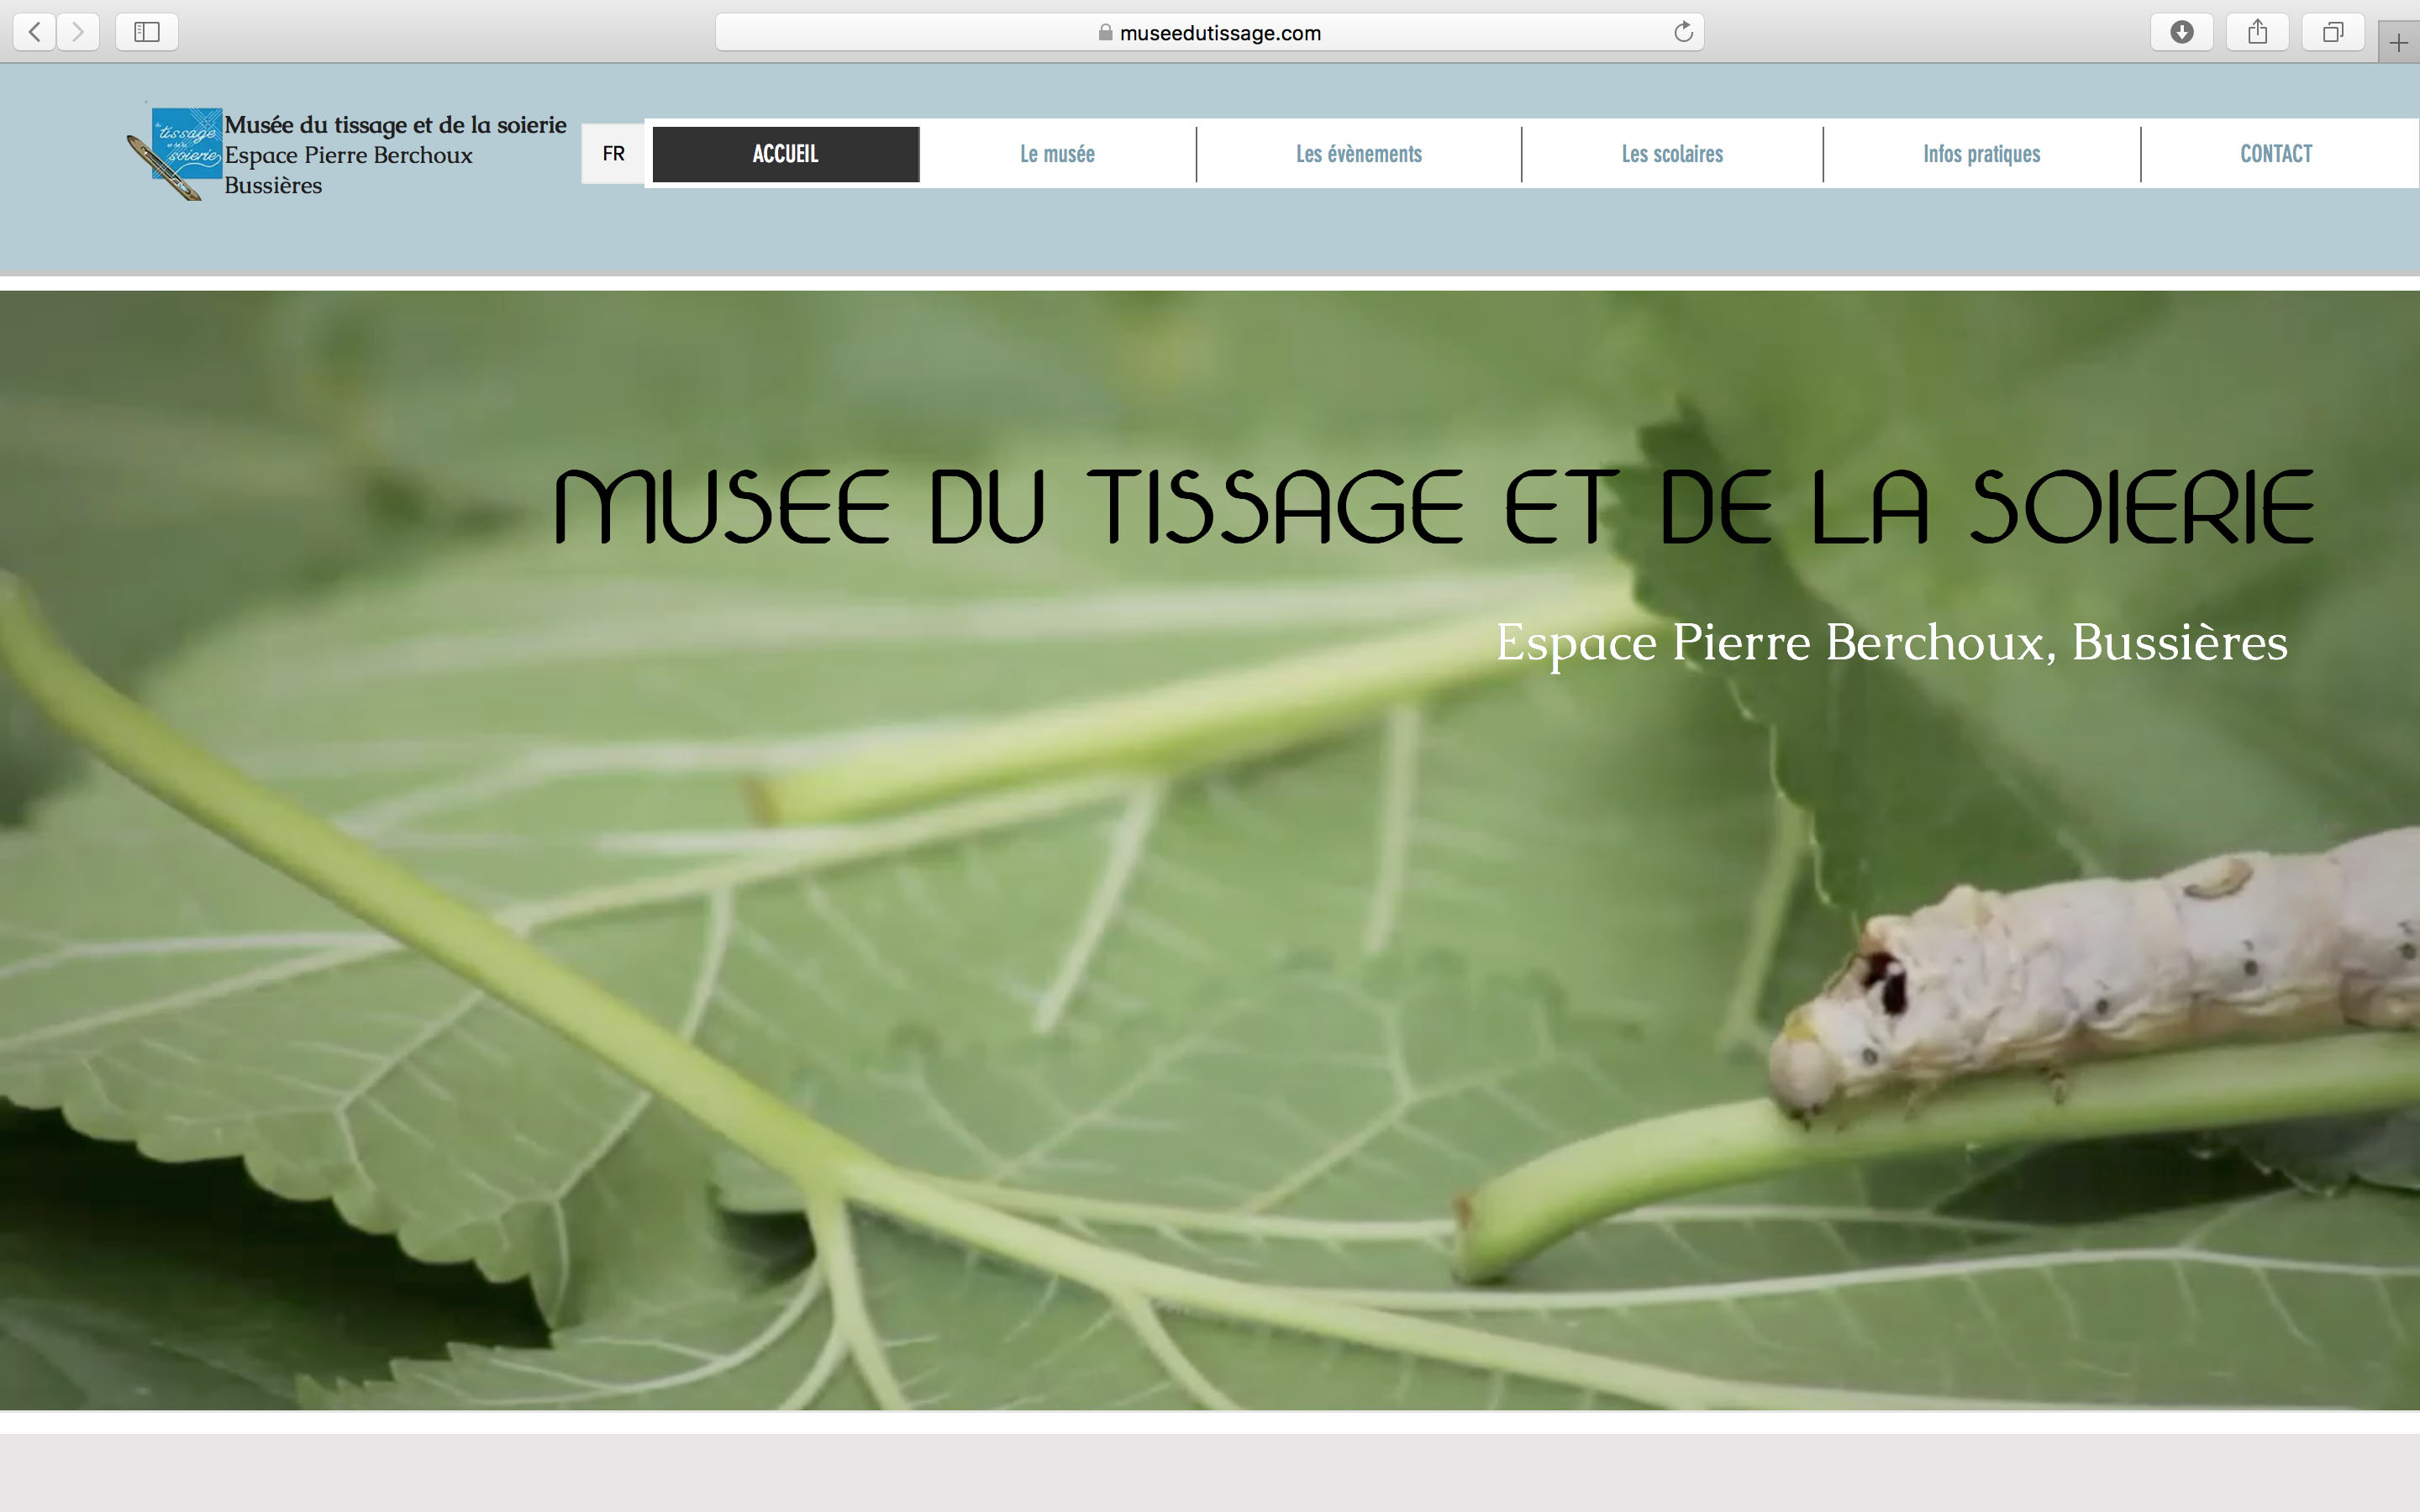 museedutissage.com
tissage
et de la
soierie
Musée du tissage et de la soierie
Espace Pierre Berchoux
Bussières
FR
ACCUEIL
Le musée
Les évènements
Les scolaires
Infos pratiques
CONTACT
MUSEE DU TISSAGE ET DE LA SOIERIE
Espace Pierre Berchoux, Bussières